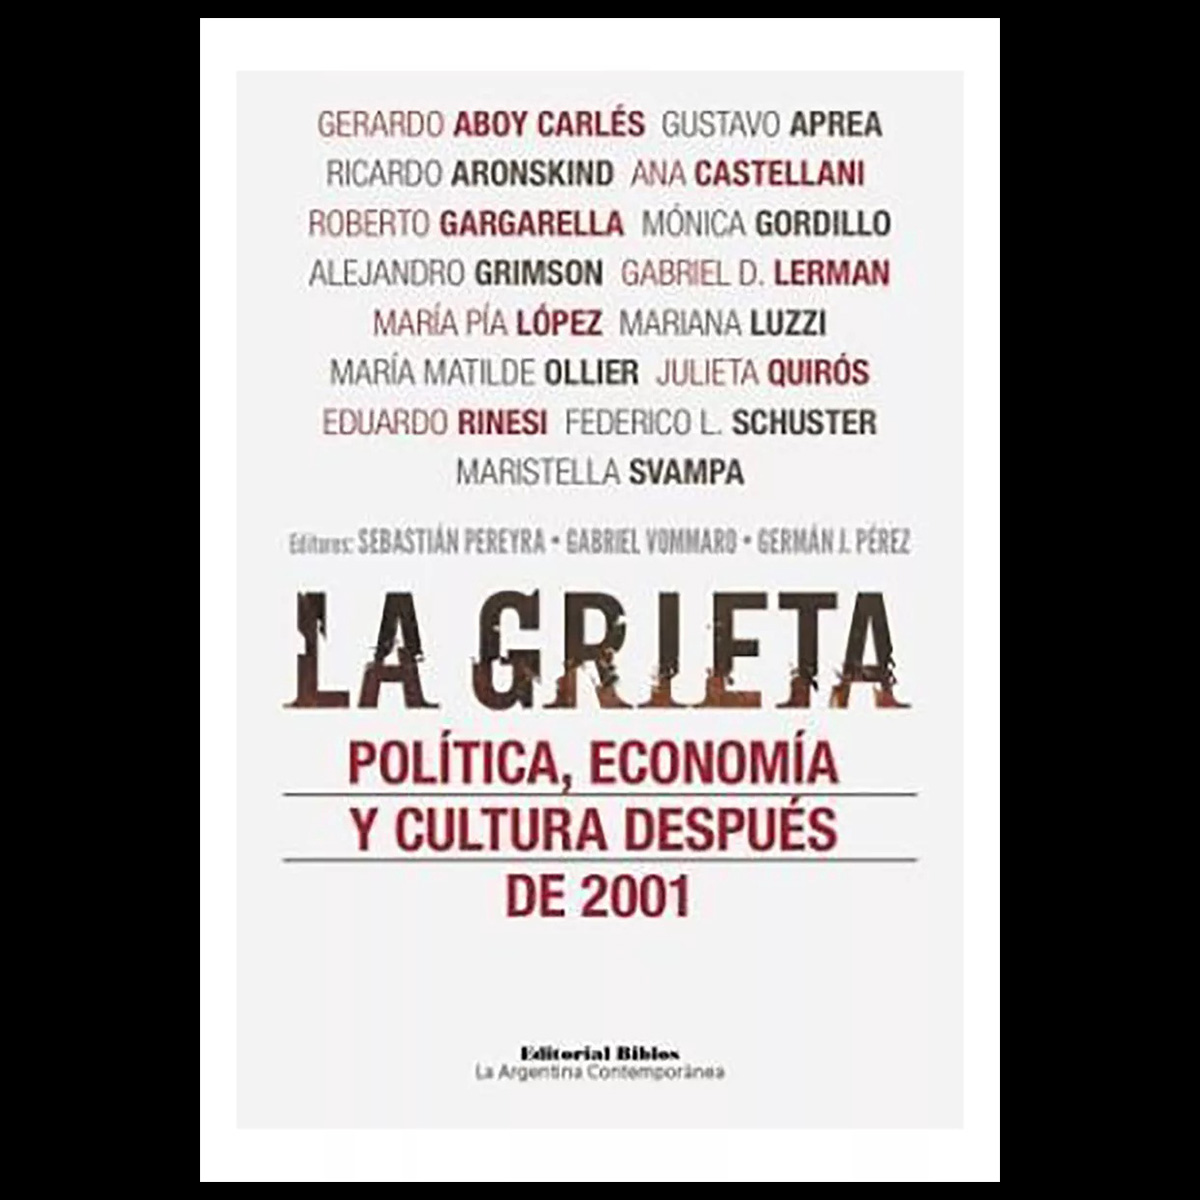 GERARDO ABOY CARLÉS GUSTAVO APREA
RICARDO ARONSKIND ANA CASTELLANI
ROBERTO GARGARELLA MÓNICA GORDILLO
ALEJANDRO GRIMSON GABRIEL D. LERMAN
MARÍA PÍA LÓPEZ MARIANA LUZZI
MARÍA MATILDE OLLIER JULIETA QUIRÓS
EDUARDO RINESI FEDERICO L. SCHUSTER
MARISTELLA SVAMPA
Editores: SEBASTIÁN PEREYRA • GABRIEL VOMMARO • GERMÁN J. PÉREZ
LA GRIETA
POLÍTICA, ECONOMÍA
Y CULTURA DESPUÉS
DE 2001
Editorial Biblos
La Argentina Contemporánea